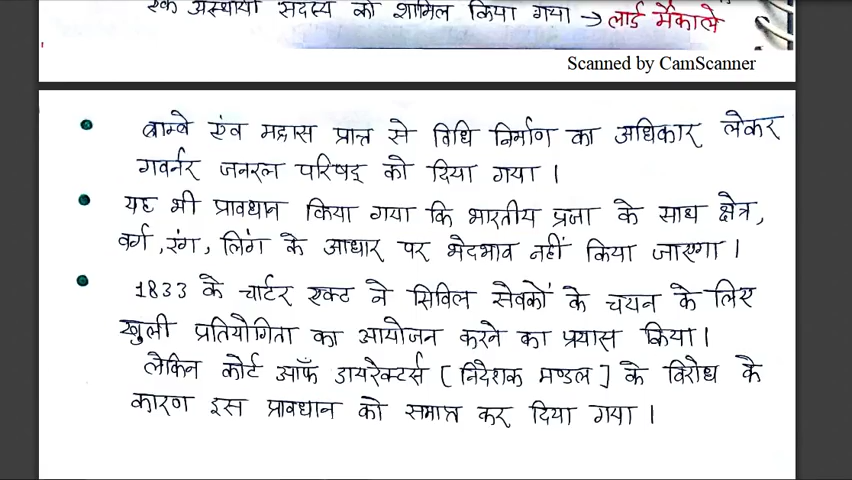 एक अस्थायी सदस्य को शामिल किया गया → लार्ड मैकाले
Scanned by CamScanner
• बाम्बे एंव मद्रास प्रान्त से विधि निर्माण का अधिकार लेकर
गवर्नर जनरल परिषद् को दिया गया।
• यह भी प्रावधान किया गया कि भारतीय प्रजा के साथ क्षेत्र,
वर्ग, रंग, लिंग के आधार पर भेदभाव नहीं किया जाएगा।
• 1833 के चार्टर एक्ट ने सिविल सेवकों के चयन के लिए
खुली प्रतियोगिता का आयोजन करने का प्रयास किया।
लेकिन कोर्ट ऑफ डायरेक्टर्स [निदेशक मण्डल] के विरोध के
कारण इस प्रावधान को समाप्त कर दिया गया।